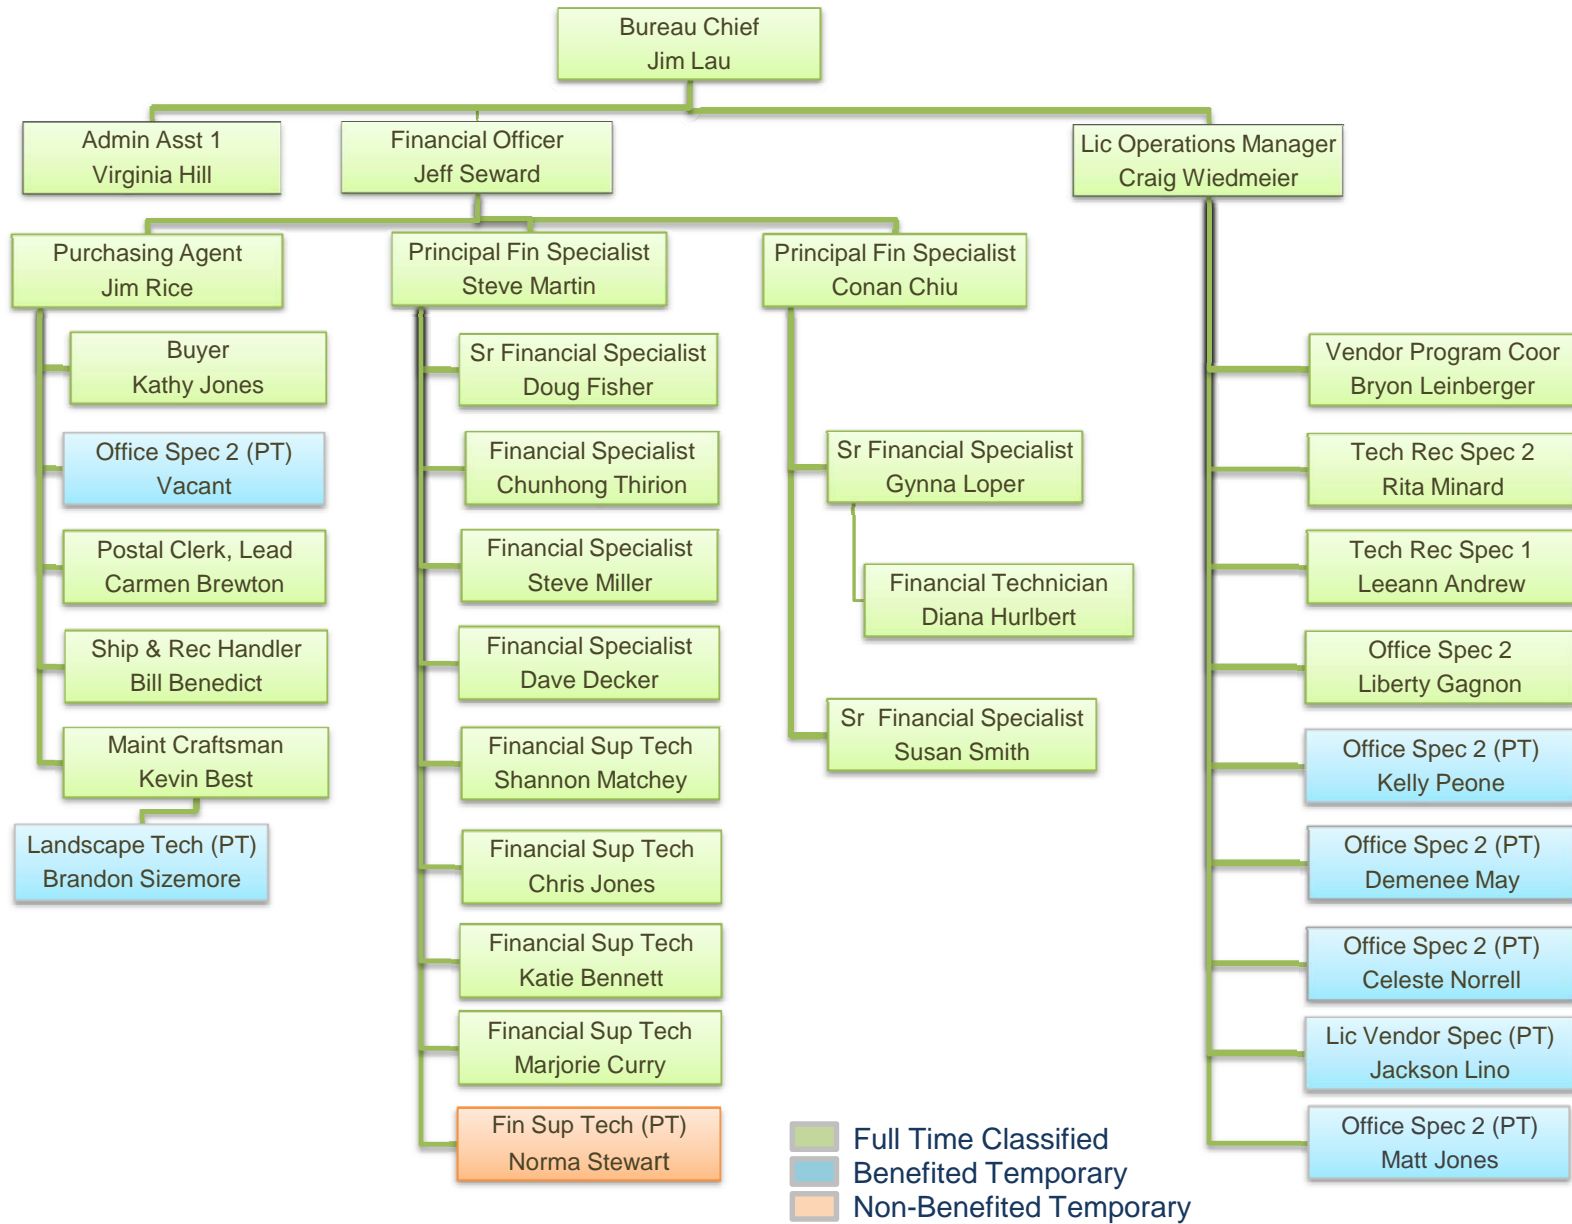 Bureau Chief
Jim Lau
Admin Asst 1
Virginia Hill
Financial Officer
Jeff Seward
Lic Operations Manager
Craig Wiedmeier
Purchasing Agent
Jim Rice
Buyer
Kathy Jones
Office Spec 2 (PT)
Vacant
Postal Clerk, Lead
Carmen Brewton
Ship & Rec Handler
Bill Benedict
Maint Craftsman
Kevin Best
Landscape Tech (PT)
Brandon Sizemore
Principal Fin Specialist
Steve Martin
Sr Financial Specialist
Doug Fisher
Financial Specialist
Chunhong Thirion
Financial Specialist
Steve Miller
Financial Specialist
Dave Decker
Financial Sup Tech
Shannon Matchey
Financial Sup Tech
Chris Jones
Financial Sup Tech
Katie Bennett
Financial Sup Tech
Marjorie Curry
Fin Sup Tech (PT)
Norma Stewart
Principal Fin Specialist
Conan Chiu
Sr Financial Specialist
Gynna Loper
Financial Technician
Diana Hurlbert
Sr Financial Specialist
Susan Smith
Vendor Program Coor
Bryon Leinberger
Tech Rec Spec 2
Rita Minard
Tech Rec Spec 1
Leeann Andrew
Office Spec 2
Liberty Gagnon
Office Spec 2 (PT)
Kelly Peone
Office Spec 2 (PT)
Demenee May
Office Spec 2 (PT)
Celeste Norrell
Lic Vendor Spec (PT)
Jackson Lino
Office Spec 2 (PT)
Matt Jones
Full Time Classified
Benefited Temporary
Non-Benefited Temporary